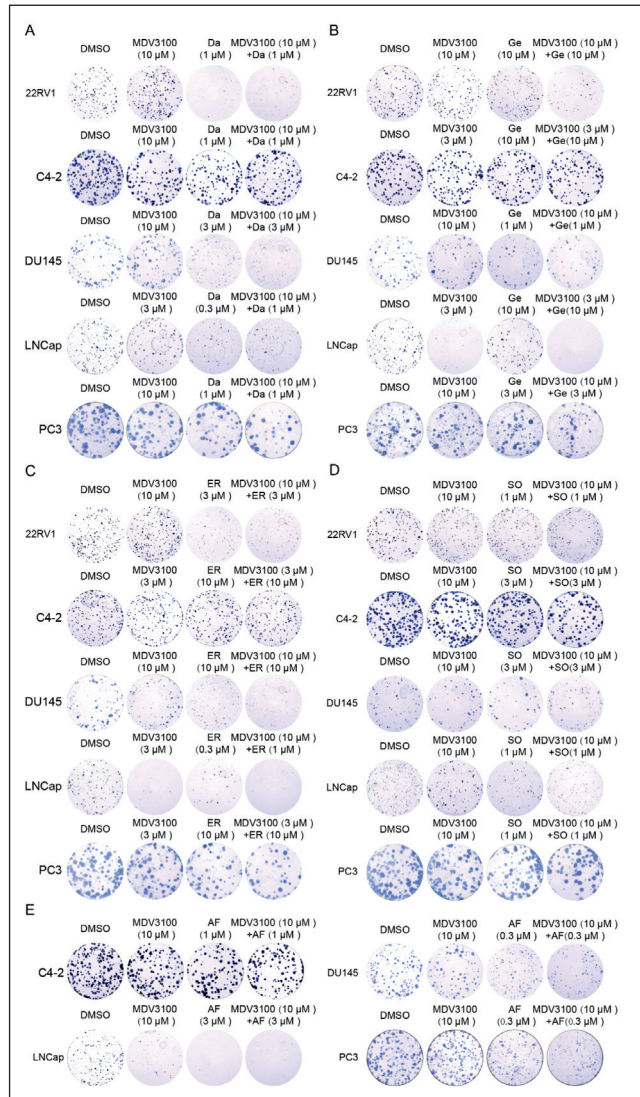 A
DMSO MDV3100 (10 μM) Da (1 μM) MDV3100 (10 μM) +Da (1 μM)
22RV1
DMSO MDV3100 (10 μM) Da (1 μM) MDV3100 (10 μM) +Da (1 μM)
C4-2
DMSO MDV3100 (10 μM) Da (3 μM) MDV3100 (10 μM) +Da (3 μM)
DU145
DMSO MDV3100 (3 μM) Da (0.3 μM) MDV3100 (10 μM) +Da (1 μM)
LNCap
DMSO MDV3100 (10 μM) Da (1 μM) MDV3100 (10 μM) +Da (1 μM)
PC3
B
DMSO MDV3100 (10 μM) Ge (10 μM) MDV3100 (10 μM) +Ge (10 μM)
22RV1
DMSO MDV3100 (3 μM) Ge (10 μM) MDV3100 (3 μM) +Ge(10 μM)
C4-2
DMSO MDV3100 (10 μM) Ge (1 μM) MDV3100 (10 μM) +Ge(1 μM)
DU145
DMSO MDV3100 (3 μM) Ge (10 μM) MDV3100 (3 μM) +Ge(10 μM)
LNCap
DMSO MDV3100 (10 μM) Ge (3 μM) MDV3100 (10 μM) +Ge (3 μM)
PC3
C
DMSO MDV3100 (10 μM) ER (3 μM) MDV3100 (10 μM) +ER (3 μM)
22RV1
DMSO MDV3100 (3 μM) ER (10 μM) MDV3100 (3 μM) +ER (10 μM)
C4-2
DMSO MDV3100 (10 μM) ER (10 μM) MDV3100 (10 μM) +ER (10 μM)
DU145
DMSO MDV3100 (3 μM) ER (0.3 μM) MDV3100 (10 μM) +ER (1 μM)
LNCap
DMSO MDV3100 (3 μM) ER (10 μM) MDV3100 (3 μM) +ER (10 μM)
PC3
D
DMSO MDV3100 (10 μM) SO (1 μM) MDV3100 (10 μM) +SO (1 μM)
22RV1
DMSO MDV3100 (10 μM) SO (3 μM) MDV3100 (10 μM) +SO(3 μM)
C4-2
DMSO MDV3100 (10 μM) SO (3 μM) MDV3100 (10 μM) +SO(3 μM)
DU145
DMSO MDV3100 (10 μM) SO (1 μM) MDV3100 (10 μM) +SO(1 μM)
LNCap
DMSO MDV3100 (10 μM) SO (1 μM) MDV3100 (10 μM) +SO (1 μM)
PC3
E
DMSO MDV3100 (10 μM) AF (1 μM) MDV3100 (10 μM) +AF (1 μM)
C4-2
DMSO MDV3100 (10 μM) AF (3 μM) MDV3100 (10 μM) +AF (3 μM)
LNCap
DMSO MDV3100 (10 μM) AF (0.3 μM) MDV3100 (10 μM) +AF(0.3 μM)
DU145
DMSO MDV3100 (10 μM) AF (0.3 μM) MDV3100 (10 μM) +AF(0.3 μM)
PC3